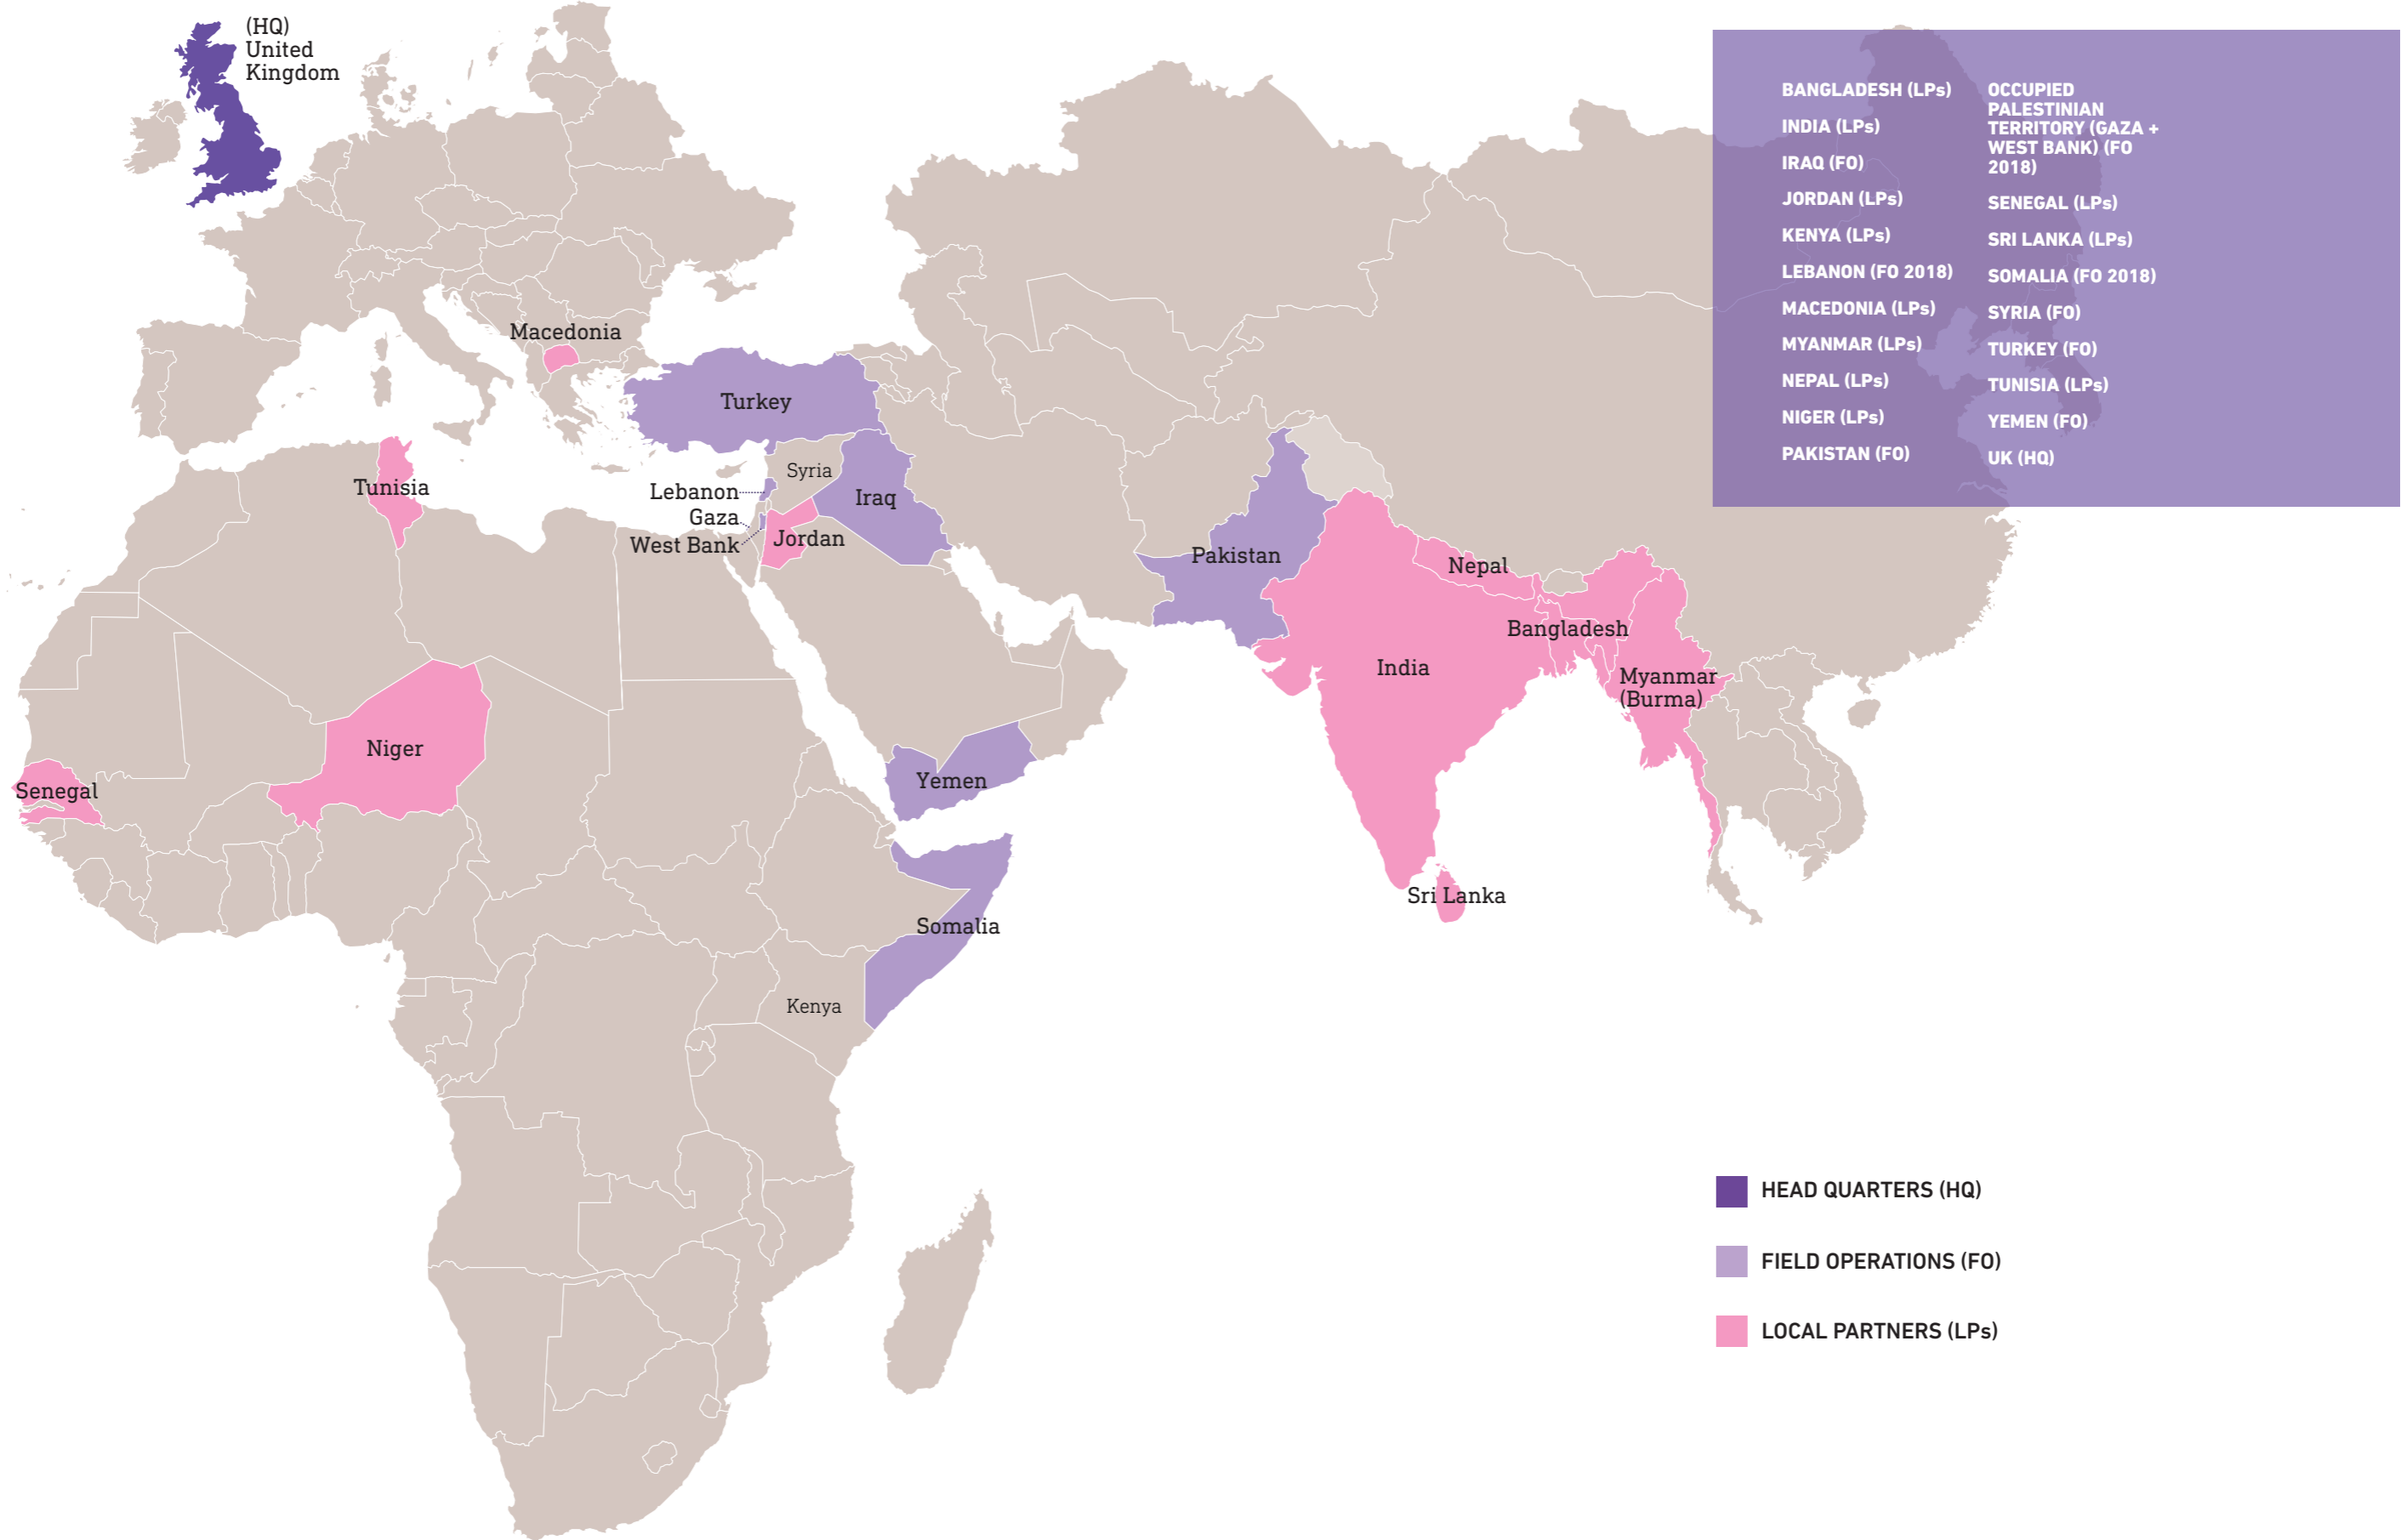 (HQ)
United
Kingdom
Macedonia
Turkey
Tunisia
Syria
Lebanon
Iraq
Gaza
West Bank
Jordan
Pakistan
Nepal
Bangladesh
India
Myanmar
(Burma)
Niger
Senegal
Yemen
Sri Lanka
Somalia
Kenya
BANGLADESH (LPs)
INDIA (LPs)
IRAQ (FO)
JORDAN (LPs)
KENYA (LPs)
LEBANON (FO 2018)
MACEDONIA (LPs)
MYANMAR (LPs)
NEPAL (LPs)
NIGER (LPs)
PAKISTAN (FO)
OCCUPIED
PALESTINIAN
TERRITORY (GAZA +
WEST BANK) (FO
2018)
SENEGAL (LPs)
SRI LANKA (LPs)
SOMALIA (FO 2018)
SYRIA (FO)
TURKEY (FO)
TUNISIA (LPs)
YEMEN (FO)
UK (HQ)
HEAD QUARTERS (HQ)
FIELD OPERATIONS (FO)
LOCAL PARTNERS (LPs)